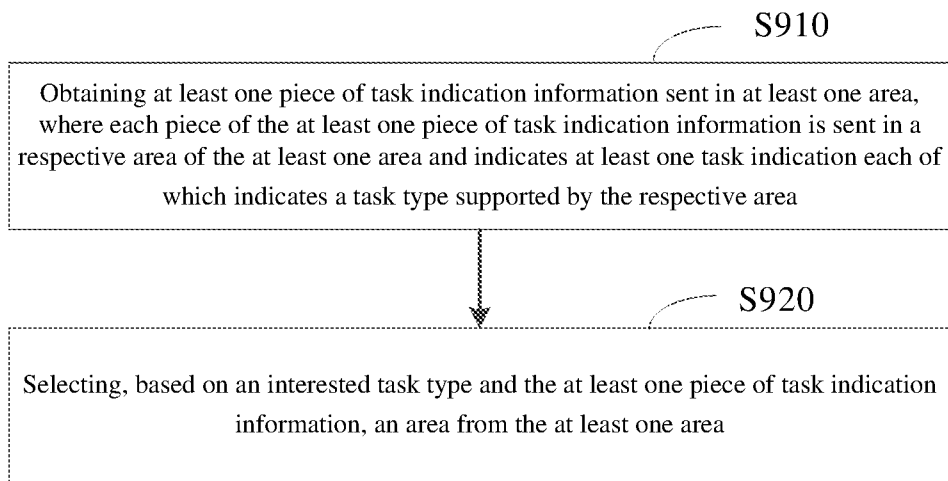 S910
Obtaining at least one piece of task indication information sent in at least one area,
where each piece of the at least one piece of task indication information is sent in a
respective area of the at least one area and indicates at least one task indication each of
which indicates a task type supported by the respective area
S920
Selecting, based on an interested task type and the at least one piece of task indication
information, an area from the at least one area